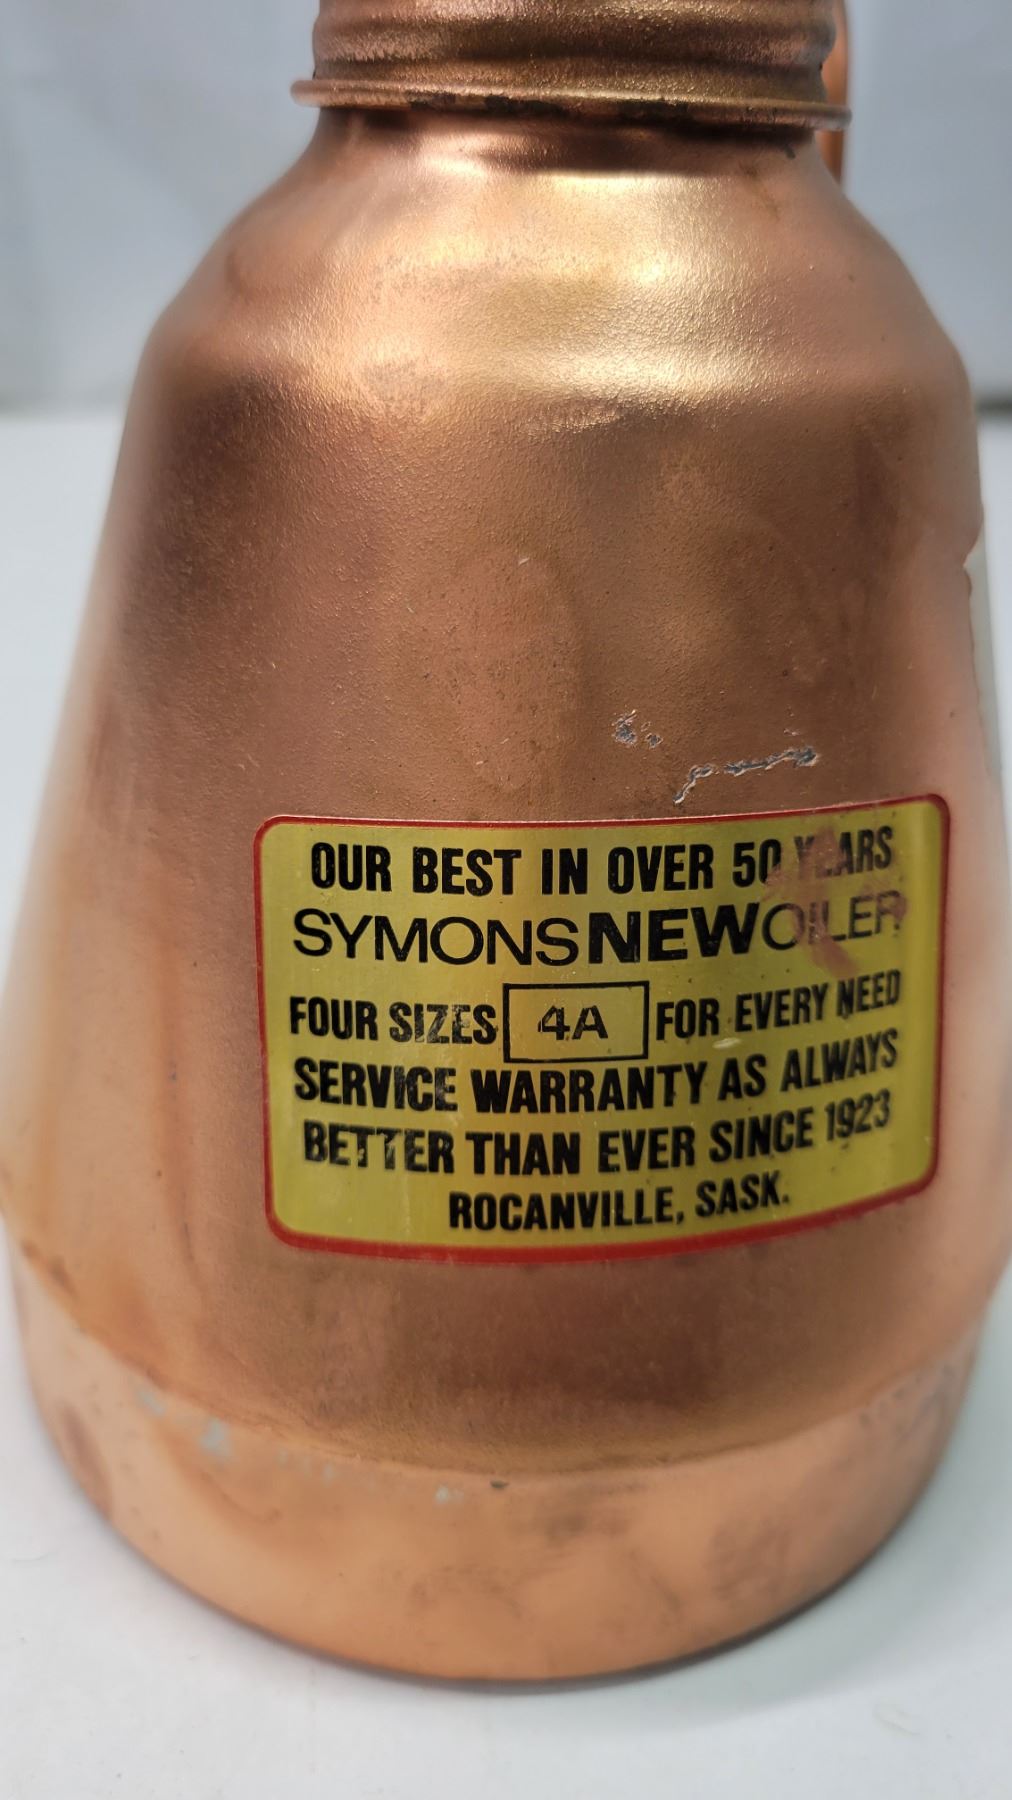 OUR BEST IN OVER 50 YEARS
SYMONS NEW OILER
FOUR SIZES 4A FOR EVERY NEED
SERVICE WARRANTY AS ALWAYS
BETTER THAN EVER SINCE 1923
ROCANVILLE, SASK.